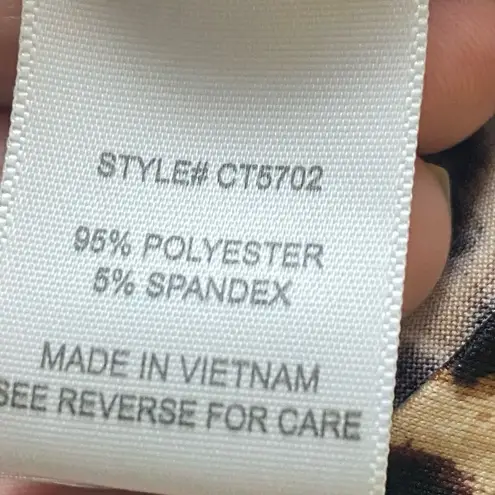 STYLE# CT5702
95% POLYESTER
5% SPANDEX
MADE IN VIETNAM
SEE REVERSE FOR CARE